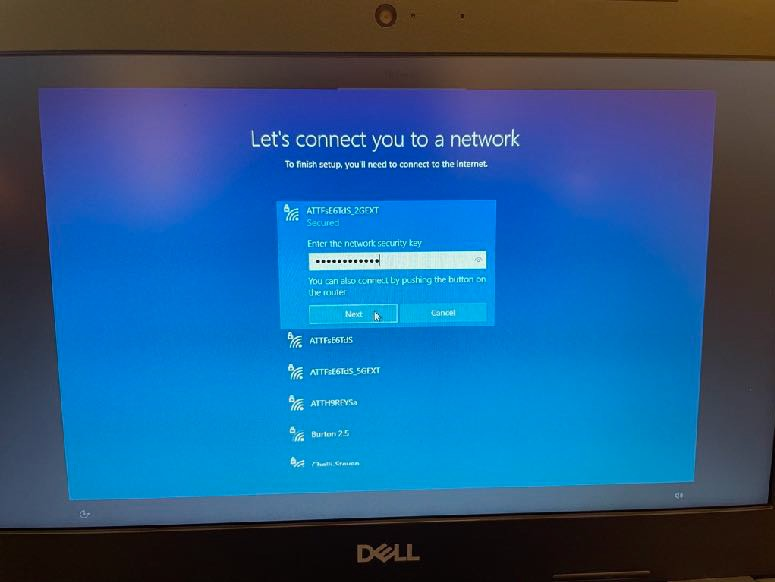 Let's connect you to a network
To finish setup, you'll need to connect to the internet.
ATTFsE6TdS_2GEXT
Secured
Enter the network security key
You can also connect by pushing the button on
the router.
Next
Cancel
ATTFsE6TdS
ATTFsE6TdS_5GEXT
Burton 2.5
DELL